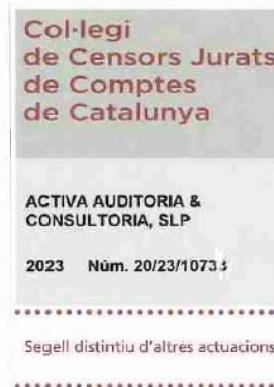 Col·legi
de Censors Jurats
de Comptes
de Catalunya
ACTIVA AUDITORIA &
CONSULTORIA, SLP
2023 Núm.
Segell distintiu d'altres actuacions